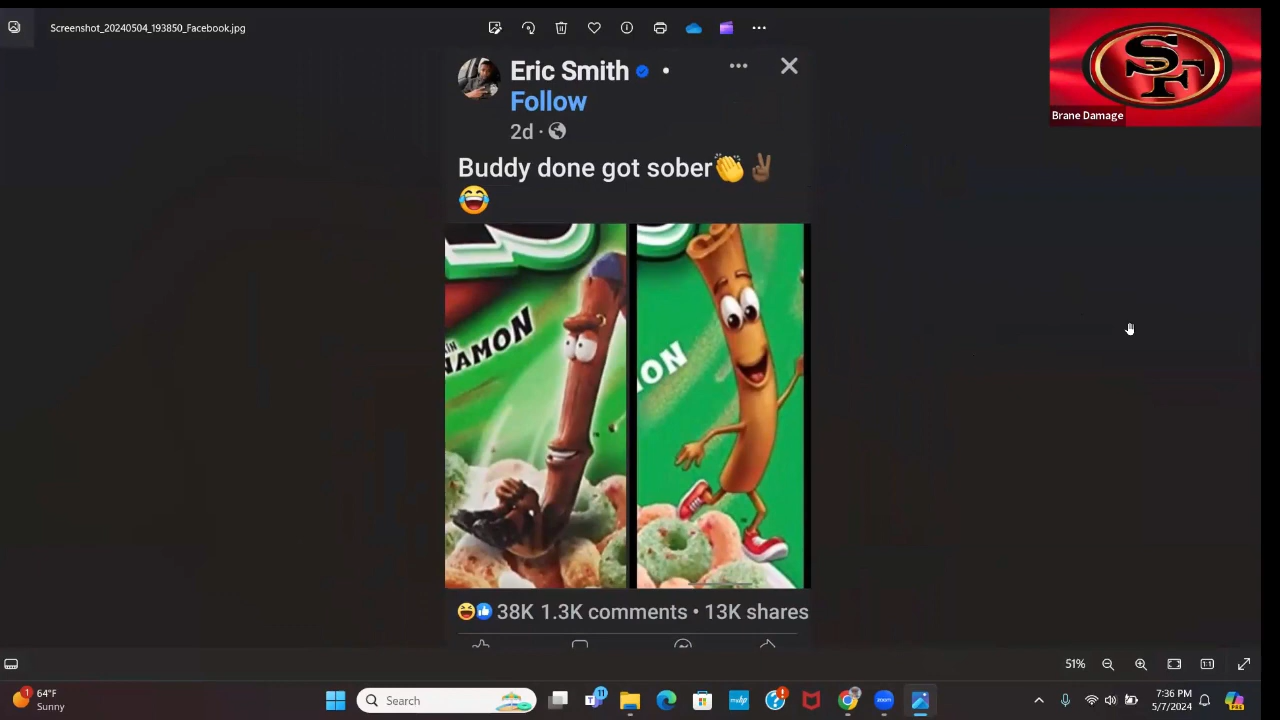 Screenshot_20240504_193850_Facebook.jpg
SF
Brane Damage
Eric Smith
Follow
2d
Buddy done got sober👏✌🏾
😂
NAMON
ON
38K 1.3K comments • 13K shares
51%
64°F
Sunny
Search
7:36 PM
5/7/2024